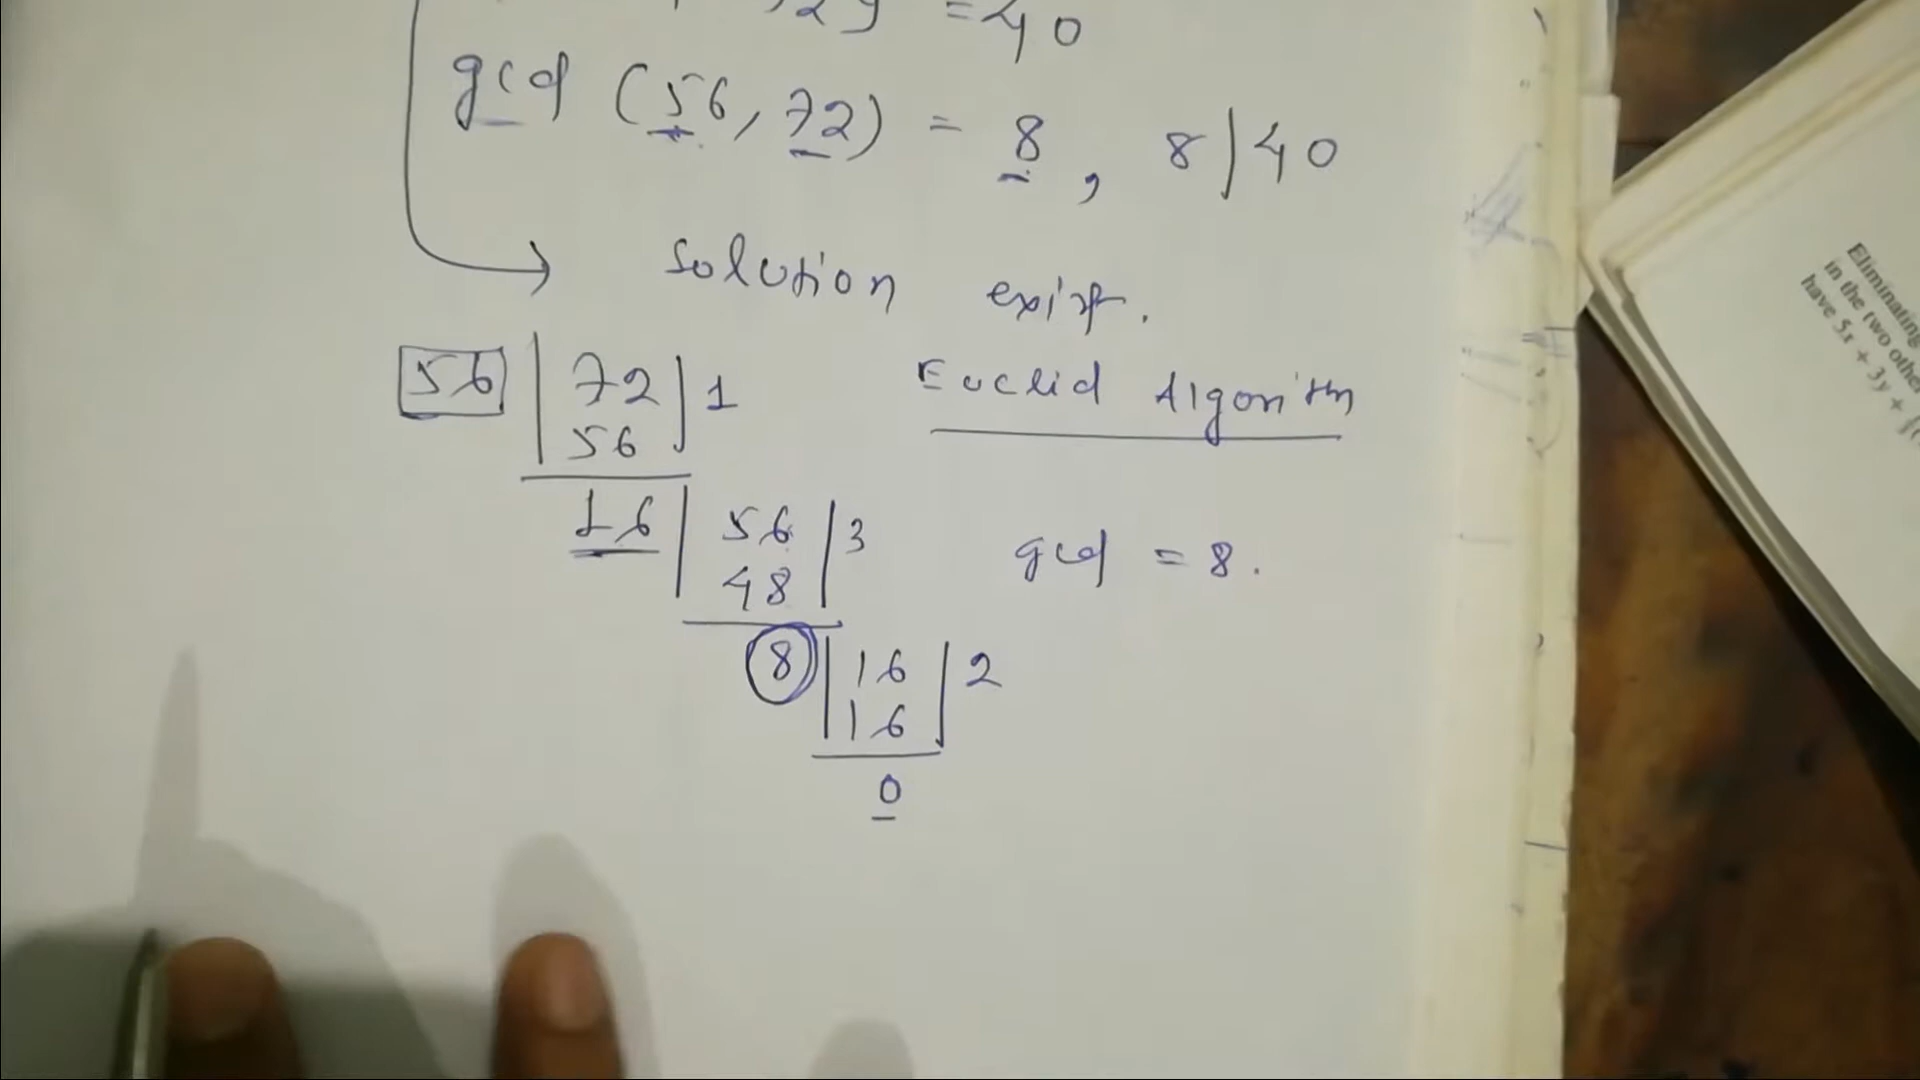 = 40
gcd (56, 72) = 8, 8 | 40
solution exist.
56 | 72 | 1
56
Euclid Algorithm
16 | 56 | 3
48
gcd = 8.
8 | 16 | 2
16
0
Eliminating
in the two other
have 5x + 3y +